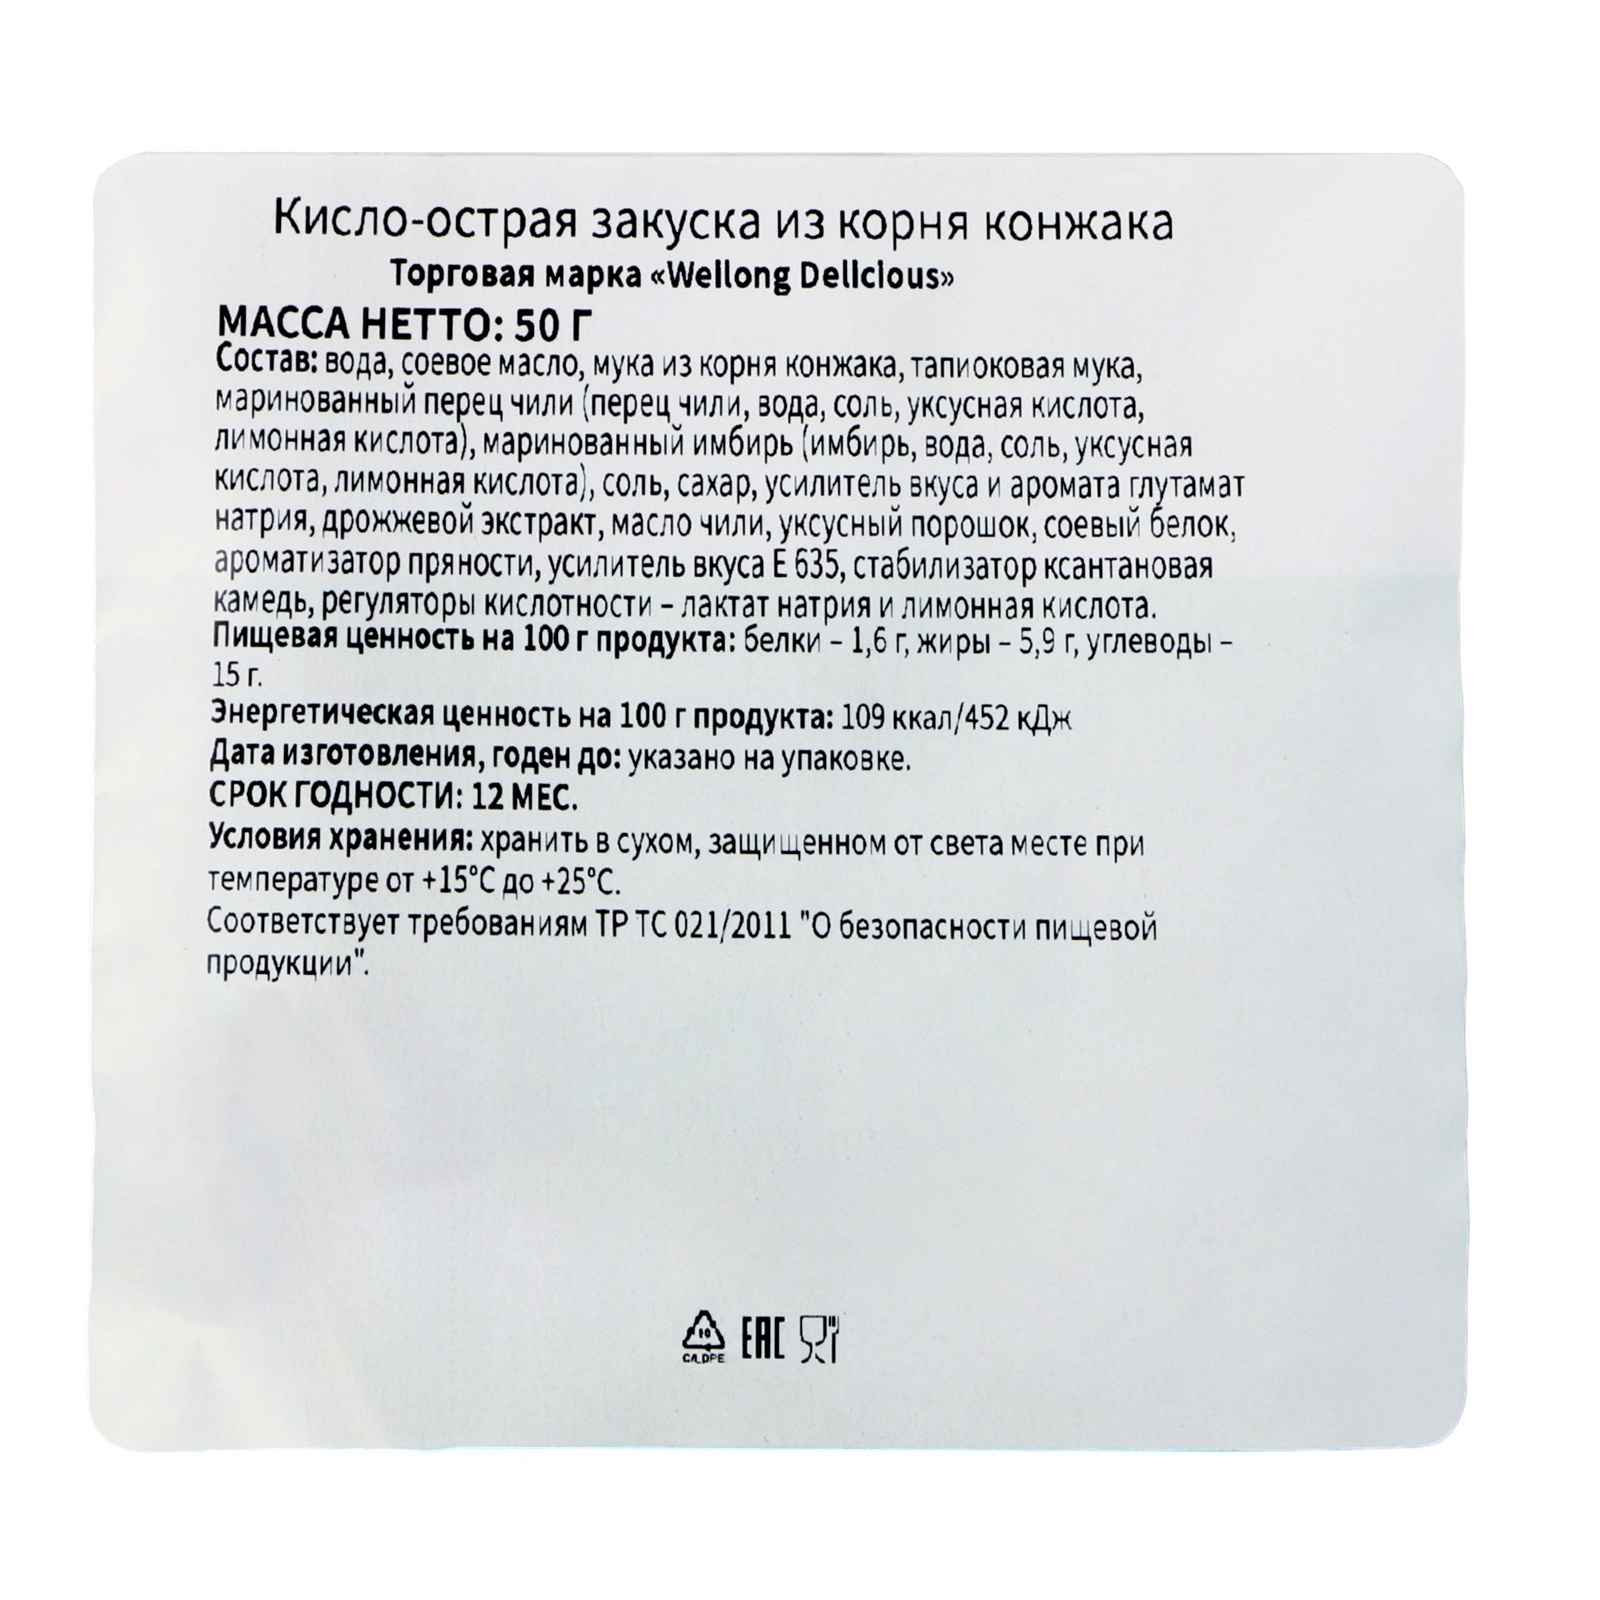 Кисло-острая закуска из корня конжака
Торговая марка «Weilong Delicious»
МАССА НЕТТО: 50 Г
Состав: вода, соевое масло, мука из корня конжака, тапиоковая мука,
маринованный перец чили (перец чили, вода, соль, уксусная кислота,
лимонная кислота), маринованный имбирь (имбирь, вода, соль, уксусная
кислота, лимонная кислота), соль, сахар, усилитель вкуса и аромата глутамат
натрия, дрожжевой экстракт, масло чили, уксусный порошок, соевый белок,
ароматизатор пряности, усилитель вкуса Е 635, стабилизатор ксантановая
камедь, регуляторы кислотности – лактат натрия и лимонная кислота.
Пищевая ценность на 100 г продукта: белки – 1,6 г, жиры – 5,9 г, углеводы –
15 г.
Энергетическая ценность на 100 г продукта: 109 ккал/452 кДж
Дата изготовления, годен до: указано на упаковке.
СРОК ГОДНОСТИ: 12 МЕС.
Условия хранения: хранить в сухом, защищенном от света месте при
температуре от +15°С до +25°С.
Соответствует требованиям ТР ТС 021/2011 "О безопасности пищевой
продукции".
EAC